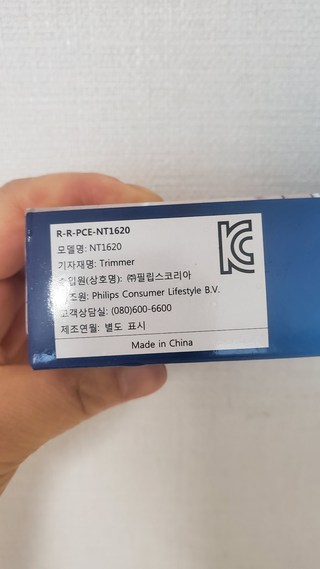 R-R-PCE-NT1620
모델명: NT1620
기자재명: Trimmer
수입원(상호명): ㈜필립스코리아
제조원: Philips Consumer Lifestyle B.V.
고객상담실: (080)600-6600
제조연월: 별도 표시
Made in China